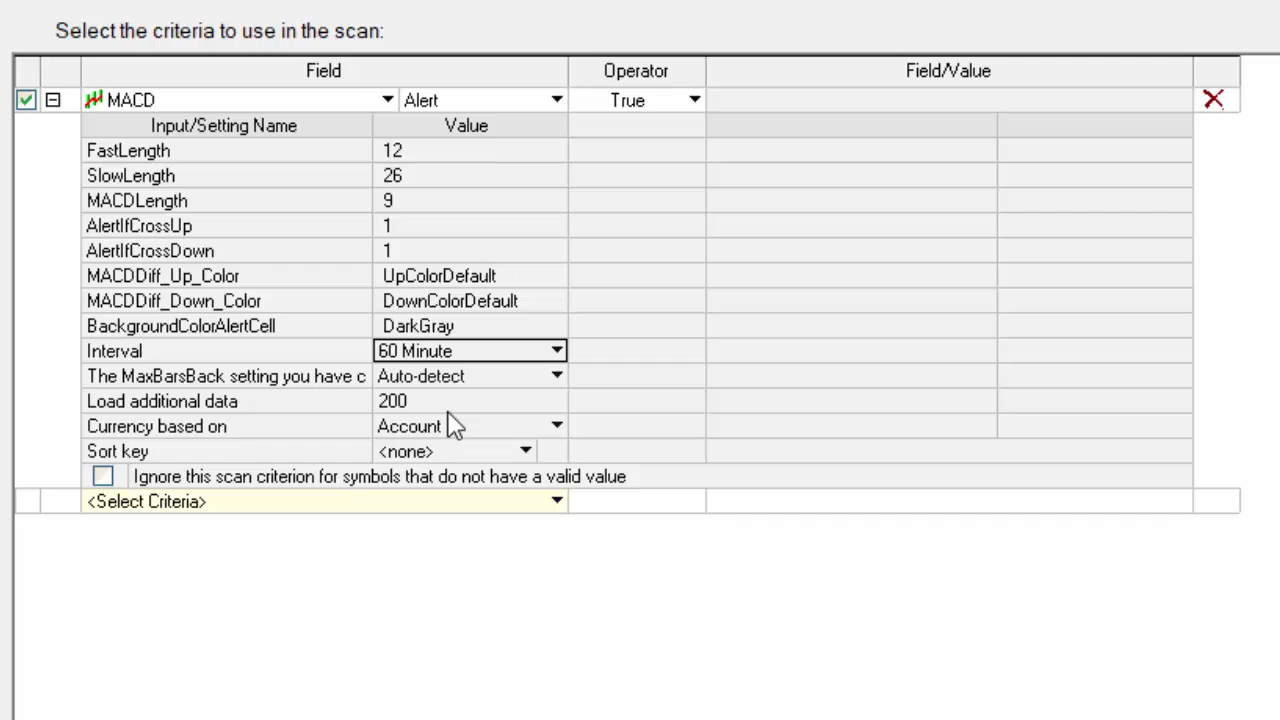 Select the criteria to use in the scan:
Field Operator Field/Value
MACD Alert True
Input/Setting Name Value
FastLength 12
SlowLength 26
MACDLength 9
AlertIfCrossUp 1
AlertIfCrossDown 1
MACDDiff_Up_Color UpColorDefault
MACDDiff_Down_Color DownColorDefault
BackgroundColorAlertCell DarkGray
Interval 60 Minute
The MaxBarsBack setting you have c Auto-detect
Load additional data 200
Currency based on Account
Sort key <none>
Ignore this scan criterion for symbols that do not have a valid value
<Select Criteria>